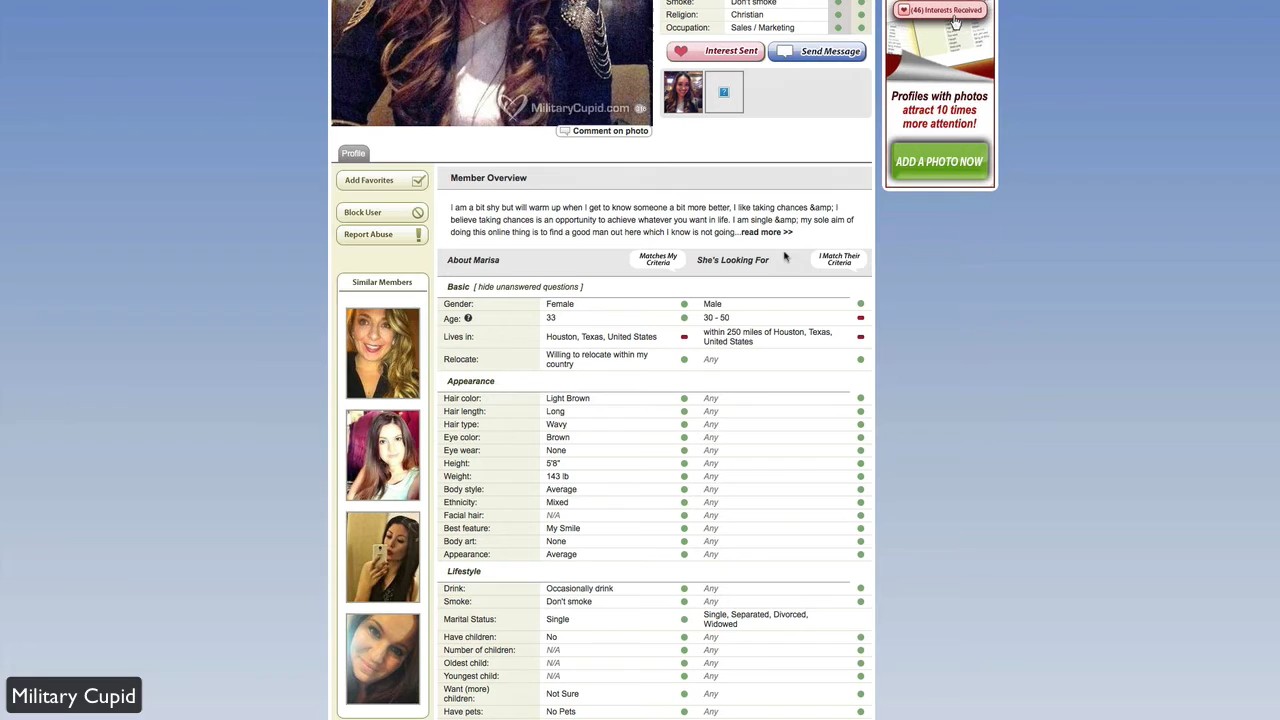 Smoke: Don't smoke
Religion: Christian
Occupation: Sales / Marketing
(46) Interests Received
Interest Sent
Send Message
MilitaryCupid.com
Comment on photo
Profiles with photos
attract 10 times
more attention!
ADD A PHOTO NOW
Profile
Add Favorites
Block User
Report Abuse
Similar Members
Member Overview
I am a bit shy but will warm up when I get to know someone a bit more better, I like taking chances &amp; I
believe taking chances is an opportunity to achieve whatever you want in life. I am single &amp; my sole aim of
doing this online thing is to find a good man out here which I know is not going...read more >>
About Marisa
Matches My
Criteria
She's Looking For
I Match Their
Criteria
Basic [ hide unanswered questions ]
Gender: Female Male
Age: ? 33 30 - 50
Lives in: Houston, Texas, United States within 250 miles of Houston, Texas,
United States
Relocate: Willing to relocate within my
country Any
Appearance
Hair color: Light Brown Any
Hair length: Long Any
Hair type: Wavy Any
Eye color: Brown Any
Eye wear: None Any
Height: 5'8" Any
Weight: 143 lb Any
Body style: Average Any
Ethnicity: Mixed Any
Facial hair: N/A Any
Best feature: My Smile Any
Body art: None Any
Appearance: Average Any
Lifestyle
Drink: Occasionally drink Any
Smoke: Don't smoke Any
Marital Status: Single Single, Separated, Divorced,
Widowed
Have children: No Any
Number of children: N/A Any
Oldest child: N/A Any
Youngest child: N/A Any
Want (more)
children: Not Sure Any
Have pets: No Pets Any
Military Cupid